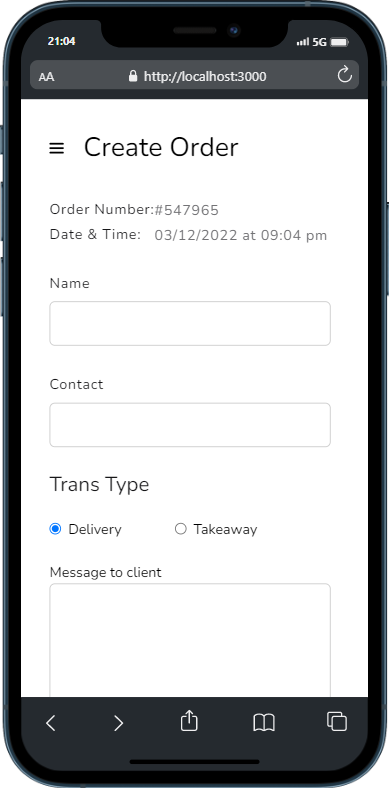 21:04 5G
AA http://localhost:3000
Create Order
Order Number:#547965
Date & Time: 03/12/2022 at 09:04 pm
Name
Contact
Trans Type
Delivery Takeaway
Message to client